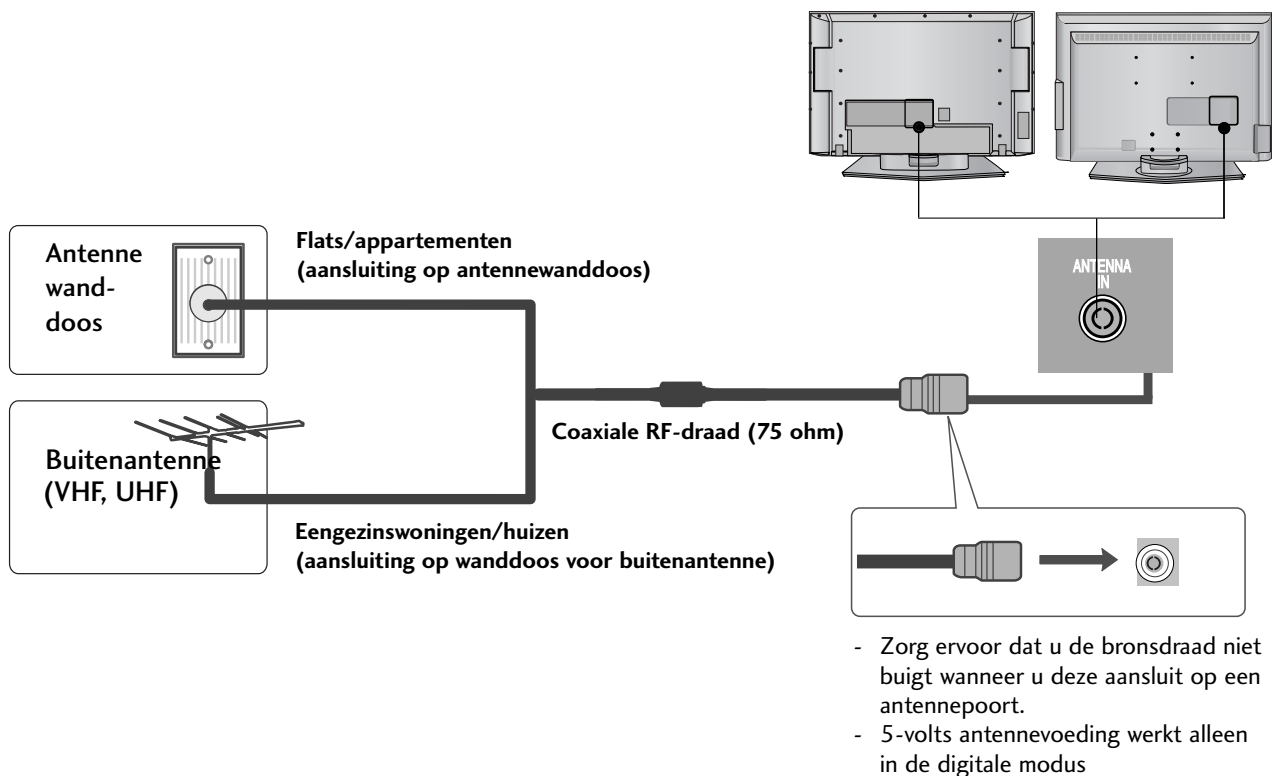 Antenne
wand-
doos
Flats/appartementen
(aansluiting op antennewanddoos)
ANTENNA
IN
Buitenantenne
(VHF, UHF)
Coaxiale RF-draad (75 ohm)
Eengezinswoningen/huizen
(aansluiting op wanddoos voor buitenantenne)
- Zorg ervoor dat u de bronsdraad niet
buigt wanneer u deze aansluit op een
antennepoort.
- 5-volts antennevoeding werkt alleen
in de digitale modus